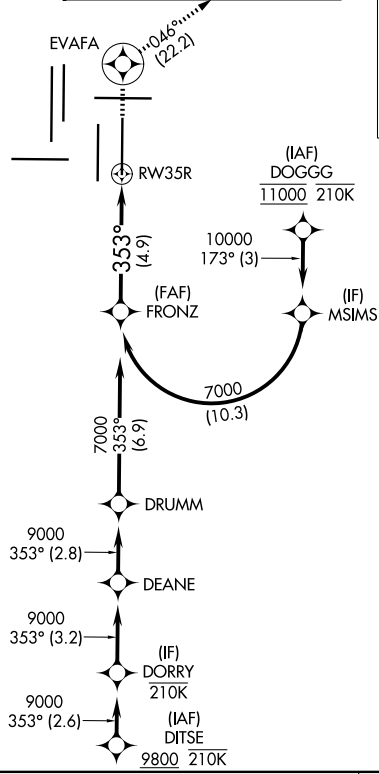 EVAFA
046°
(22.2)
RW35R
(IAF)
DOGGG
11000 210K
10000
173° (3)
353°
(4.9)
(FAF)
FRONZ
(IF)
MSIMS
7000
(10.3)
7000
353°
(6.9)
DRUMM
9000
353° (2.8)
DEANE
9000
353° (3.2)
(IF)
DORRY
210K
9000
353° (2.6)
(IAF)
DITSE
9800 210K